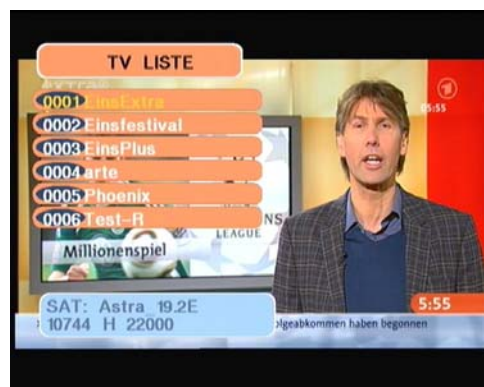 TV LISTE
0001 EinsExtra
05:55
0002 Einsfestival
0003 EinsPlus
0004 arte
0005 Phoenix
0006 Test-R
LEAGUE
Millionenspiel
SAT: Astra 19.2E
10744 H 22000
5:55
olgeabkommen haben begonnen